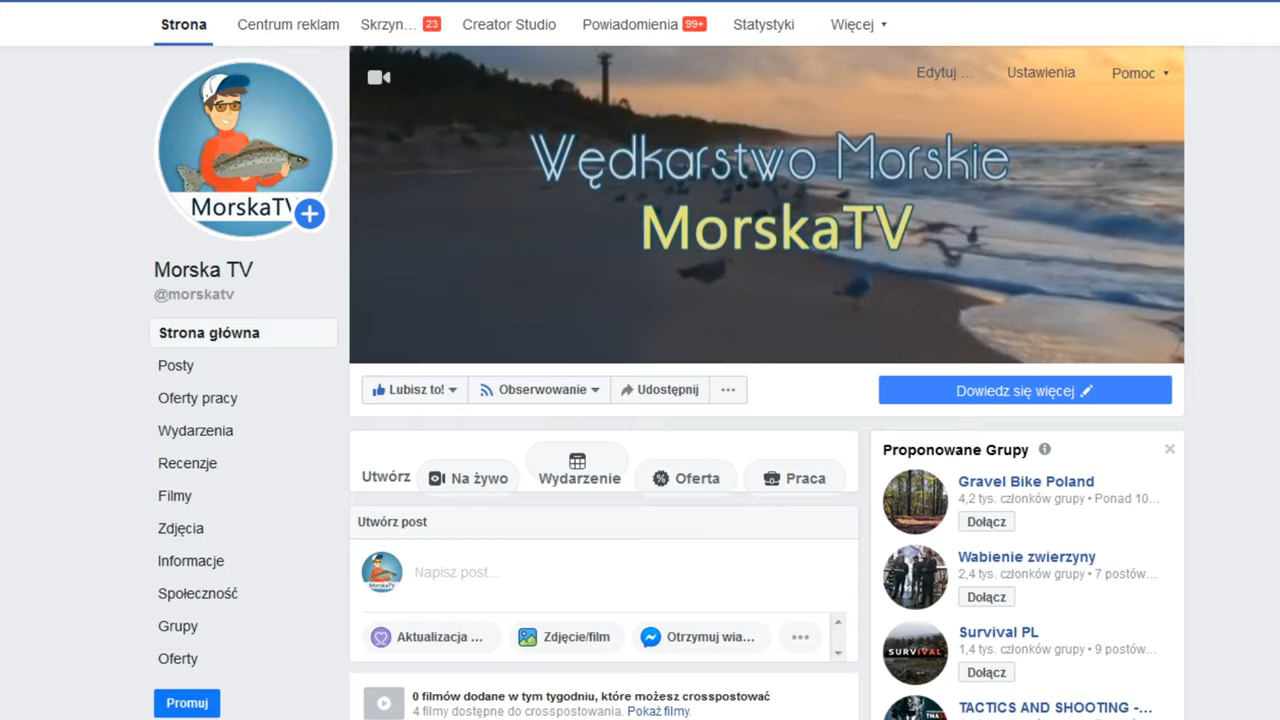 Strona Centrum reklam Skrzyn... 23 Creator Studio Powiadomienia 99+ Statystyki Więcej
Edytuj ... Ustawienia Pomoc
Wędkarstwo Morskie
MorskaTV
MorskaTV
Morska TV
@morskatv
Strona główna
Posty
Oferty pracy
Wydarzenia
Recenzje
Filmy
Zdjęcia
Informacje
Społeczność
Grupy
Oferty
Promuj
Lubisz to! Obserwowanie Udostępnij ...
Dowiedz się więcej
Utwórz Na żywo Wydarzenie Oferta Praca
Utwórz post
MorskaTV
Napisz post...
Aktualizacja ... Zdjęcie/film Otrzymuj wia... ...
0 filmów dodane w tym tygodniu, które możesz crosspostować
4 filmy dostępne do crosspostowania. Pokaż filmy.
Proponowane Grupy
Gravel Bike Poland
4,2 tys. członków grupy • Ponad 10...
Dołącz
Wabienie zwierzyny
2,4 tys. członków grupy • 7 postów...
Dołącz
SURVIVAL
Survival PL
1,4 tys. członków grupy • 9 postów...
Dołącz
TACTICS AND SHOOTING -...